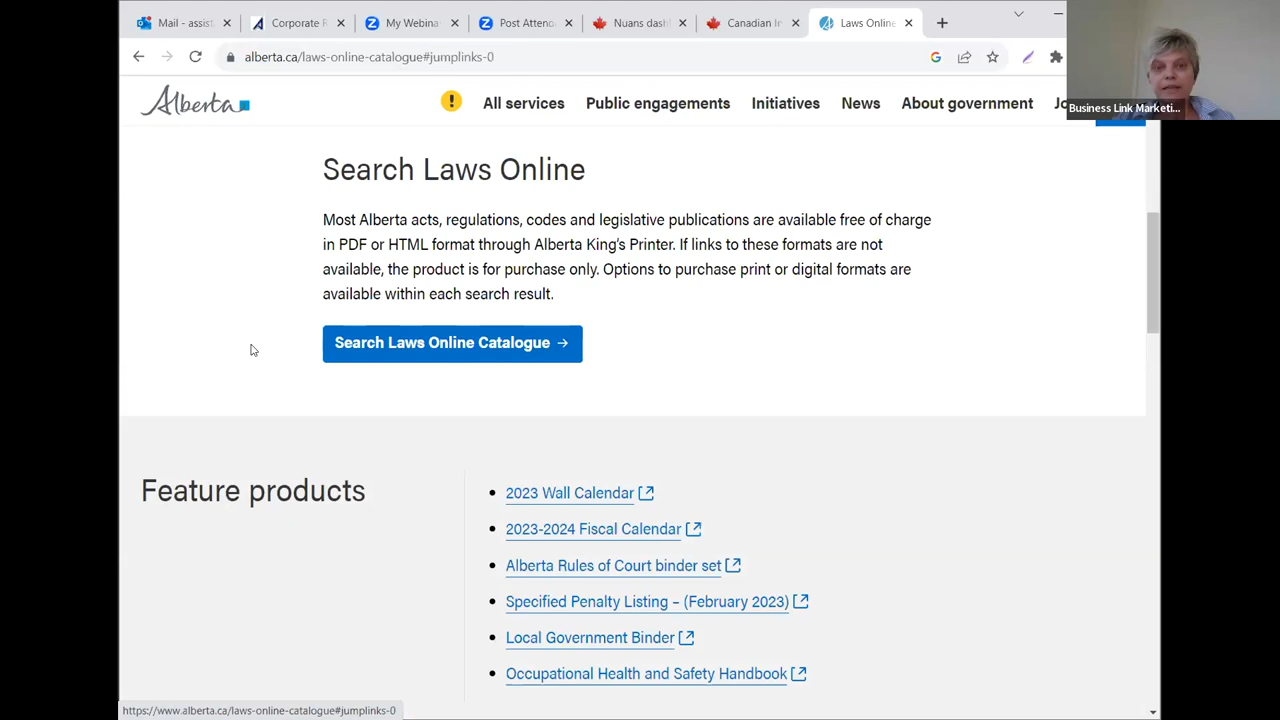 Mail - assist
Corporate R
My Webina
Post Attend
Nuans dash
Canadian In
Laws Online
alberta.ca/laws-online-catalogue#jumplinks-0
Alberta
All services
Public engagements
Initiatives
News
About government
Jo
Business Link Marketi...
Search Laws Online
Most Alberta acts, regulations, codes and legislative publications are available free of charge
in PDF or HTML format through Alberta King's Printer. If links to these formats are not
available, the product is for purchase only. Options to purchase print or digital formats are
available within each search result.
Search Laws Online Catalogue →
Feature products
2023 Wall Calendar
2023-2024 Fiscal Calendar
Alberta Rules of Court binder set
Specified Penalty Listing – (February 2023)
Local Government Binder
Occupational Health and Safety Handbook
https://www.alberta.ca/laws-online-catalogue#jumplinks-0